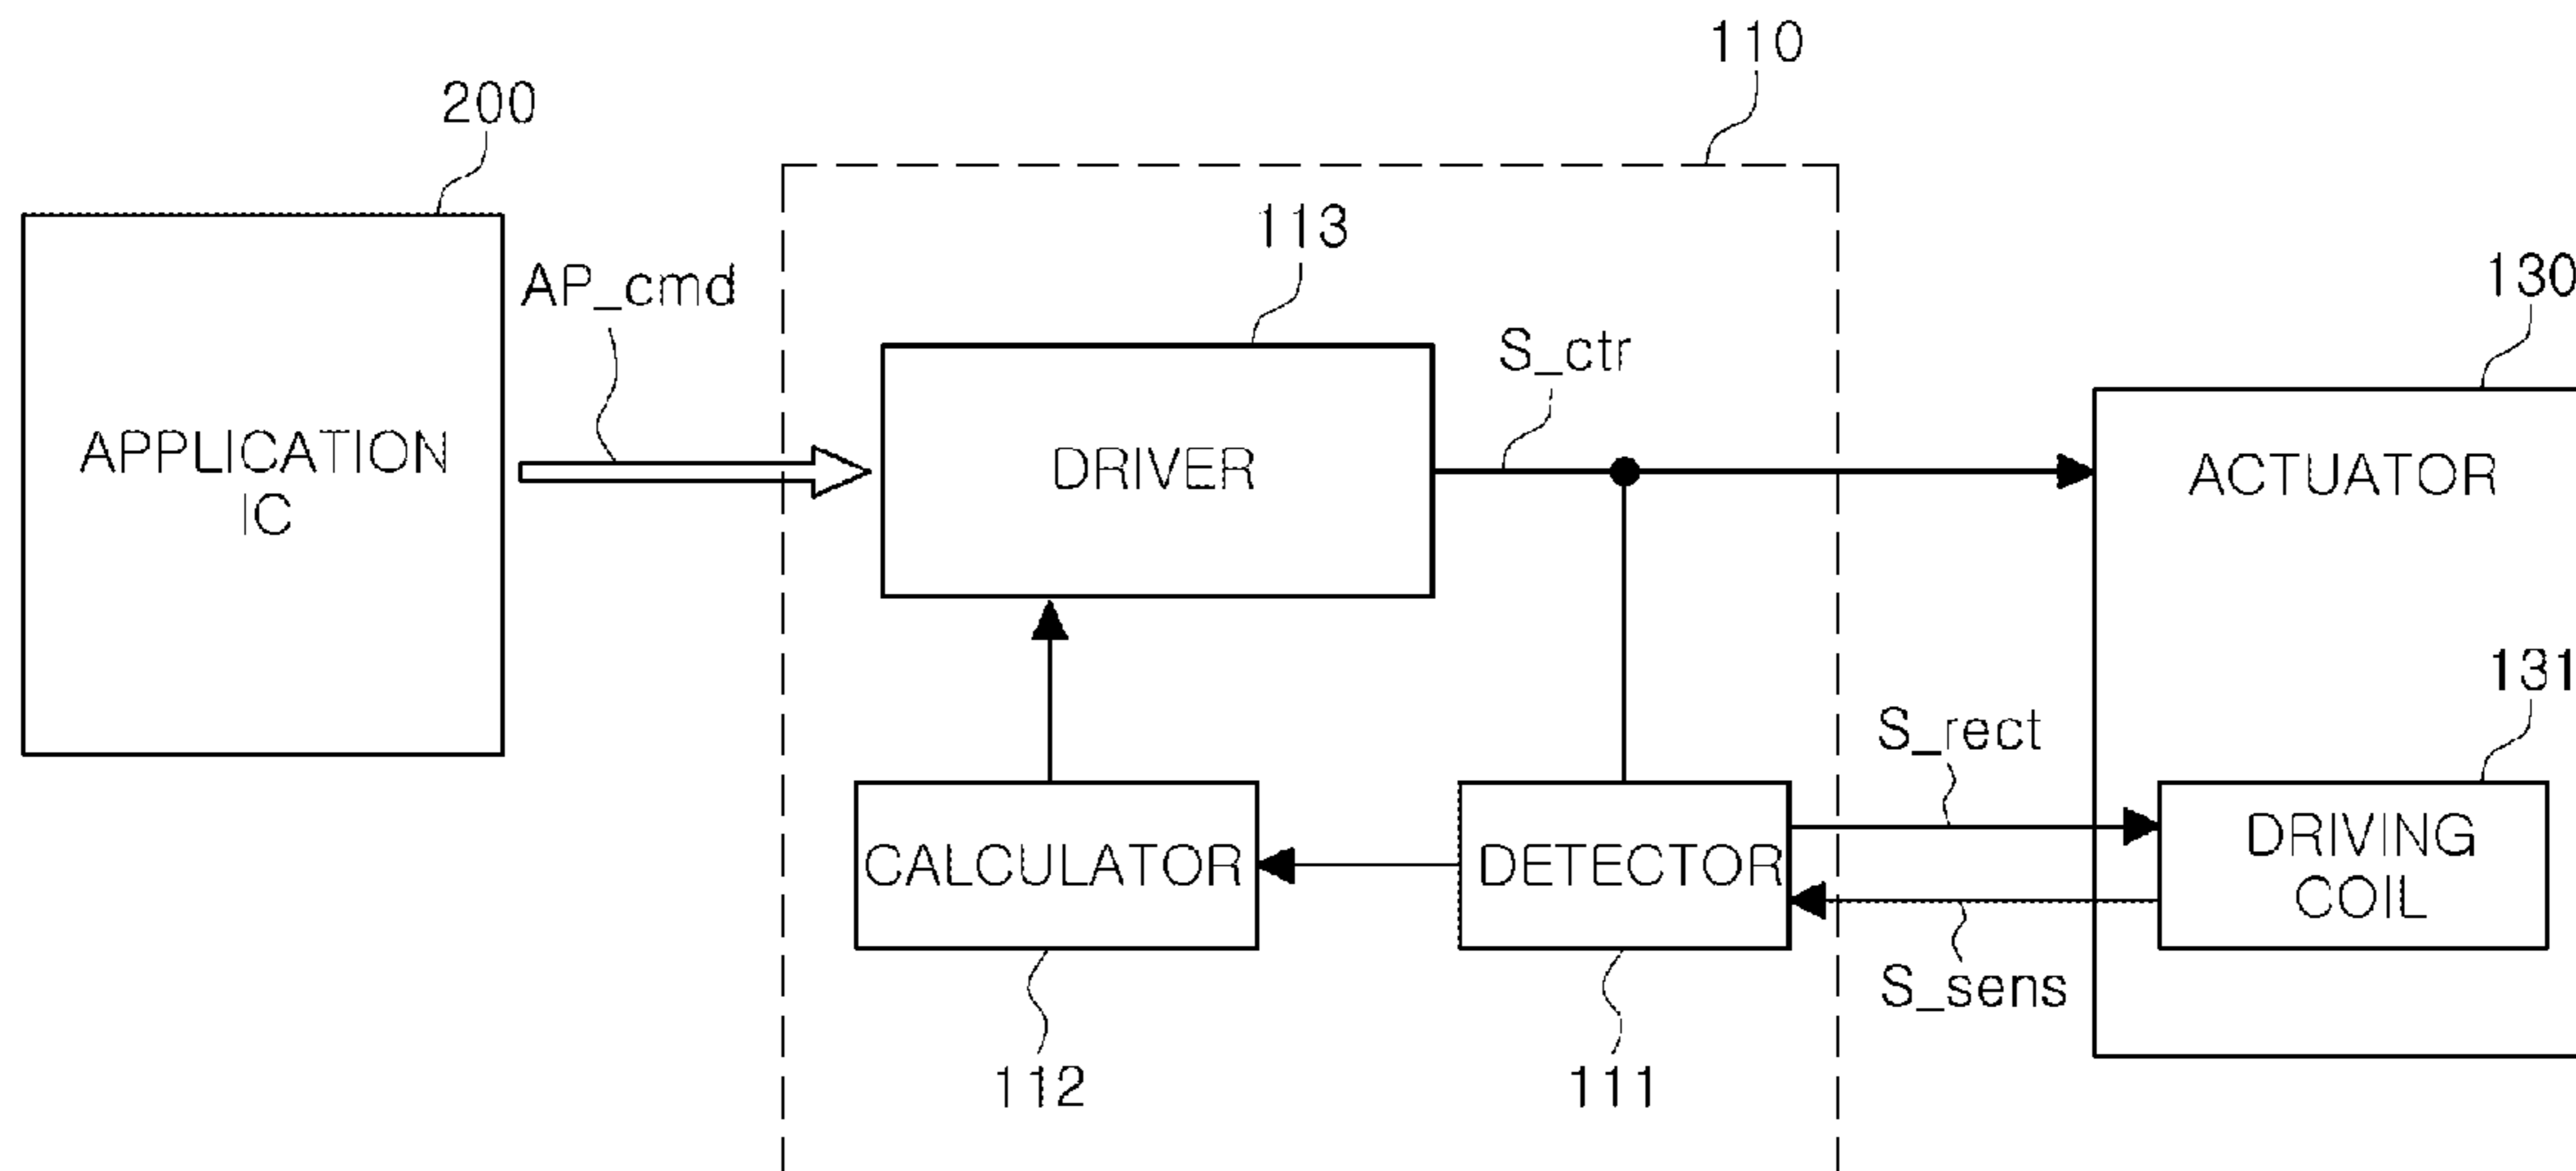 110
200
113
AP_cmd
130
S_ctr
APPLICATION
IC
DRIVER
ACTUATOR
131
S_rect
CALCULATOR
DETECTOR
DRIVING
COIL
S_sens
112
111